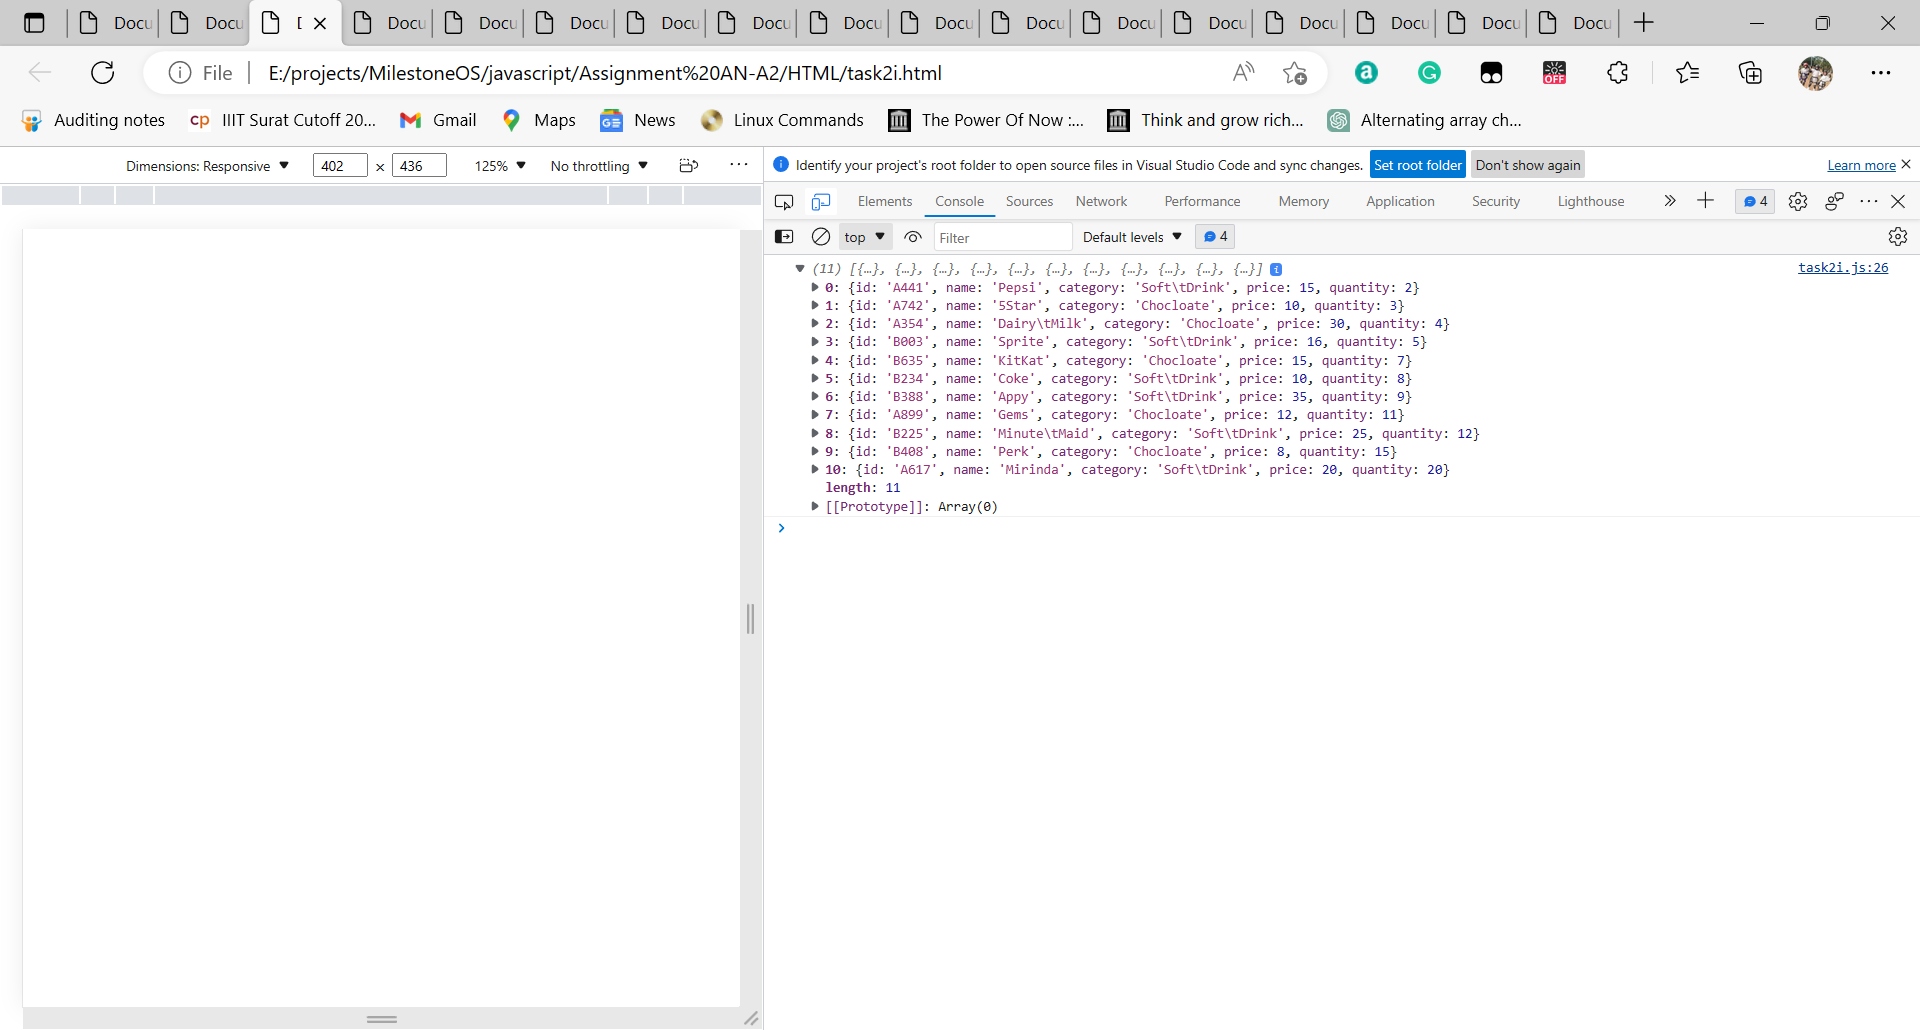 Docu Docu D Docu Docu Docu Docu Docu Docu Docu Docu Docu Docu Docu Docu Docu Docu
File E:/projects/MilestoneOS/javascript/Assignment%20AN-A2/HTML/task2i.html
Auditing notes IIIT Surat Cutoff 20... Gmail Maps News Linux Commands The Power Of Now :... Think and grow rich... Alternating array ch...
Dimensions: Responsive 402 × 436 125% No throttling
Identify your project's root folder to open source files in Visual Studio Code and sync changes. Set root folder Don't show again Learn more
Elements Console Sources Network Performance Memory Application Security Lighthouse 4
top Filter Default levels 4
(11) [{…}, {…}, {…}, {…}, {…}, {…}, {…}, {…}, {…}, {…}, {…}] i task2i.js:26
0: {id: 'A441', name: 'Pepsi', category: 'Soft\tDrink', price: 15, quantity: 2}
1: {id: 'A742', name: '5Star', category: 'Chocloate', price: 10, quantity: 3}
2: {id: 'A354', name: 'Dairy\tMilk', category: 'Chocloate', price: 30, quantity: 4}
3: {id: 'B003', name: 'Sprite', category: 'Soft\tDrink', price: 16, quantity: 5}
4: {id: 'B635', name: 'KitKat', category: 'Chocloate', price: 15, quantity: 7}
5: {id: 'B234', name: 'Coke', category: 'Soft\tDrink', price: 10, quantity: 8}
6: {id: 'B388', name: 'Appy', category: 'Soft\tDrink', price: 35, quantity: 9}
7: {id: 'A899', name: 'Gems', category: 'Chocloate', price: 12, quantity: 11}
8: {id: 'B225', name: 'Minute\tMaid', category: 'Soft\tDrink', price: 25, quantity: 12}
9: {id: 'B408', name: 'Perk', category: 'Chocloate', price: 8, quantity: 15}
10: {id: 'A617', name: 'Mirinda', category: 'Soft\tDrink', price: 20, quantity: 20}
length: 11
[[Prototype]]: Array(0)